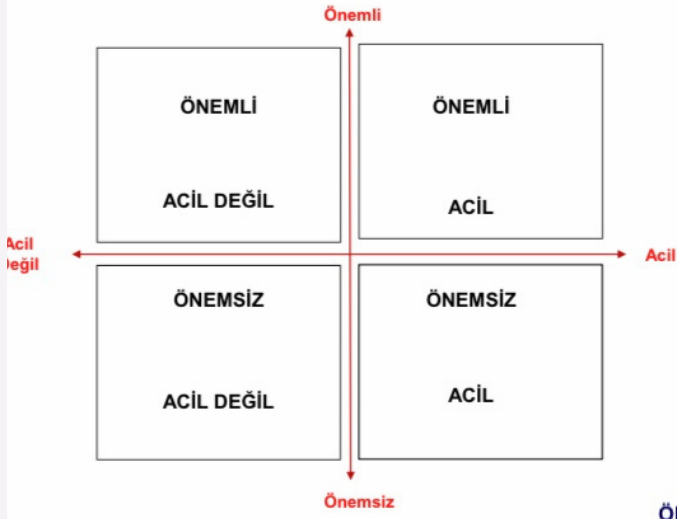 Önemli
ÖNEMLİ
ÖNEMLİ
ACİL DEĞİL
ACİL
Acil
Acil
ÖNEMSİZ
ÖNEMSİZ
ACİL DEĞİL
ACİL
Önemsiz